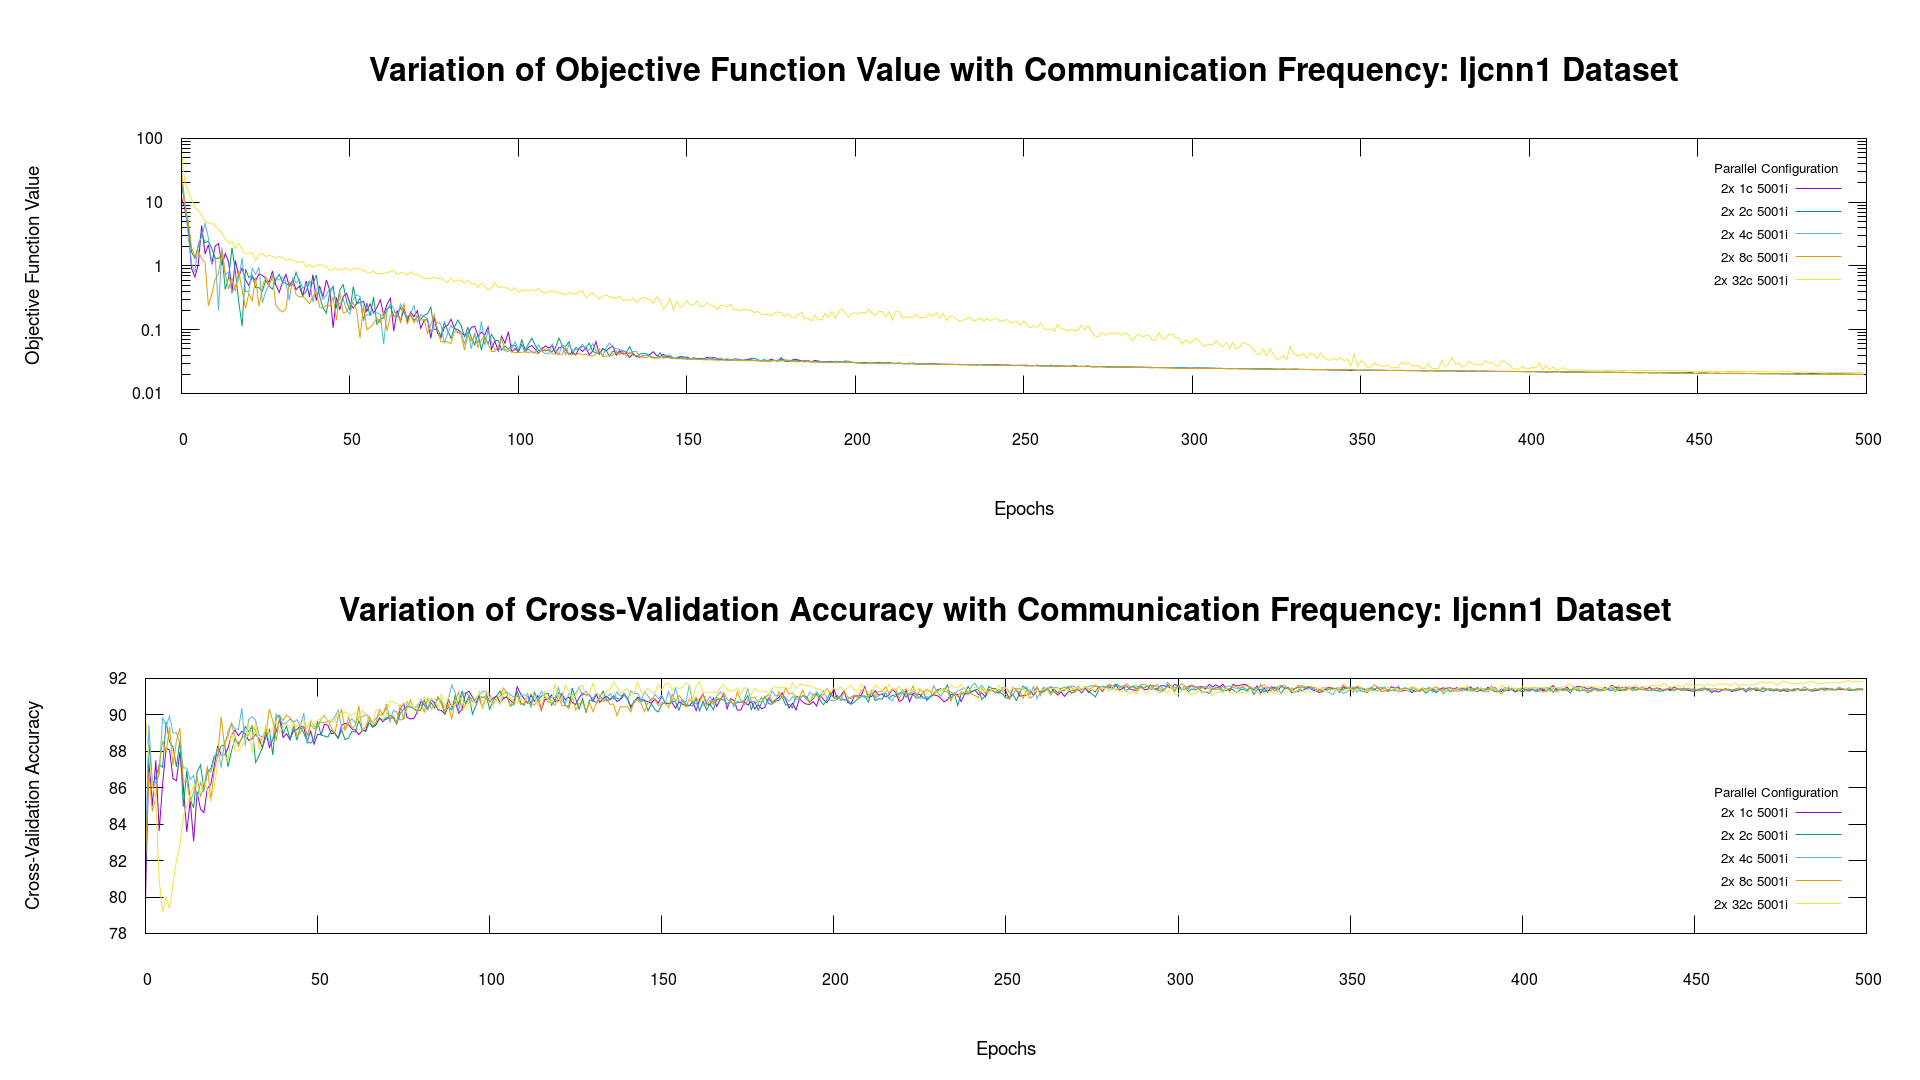 Variation of Objective Function Value with Communication Frequency: Ijcnn1 Dataset
Objective Function Value
100
10
1
0.1
0.01
Parallel Configuration
2x 1c 5001i
2x 2c 5001i
2x 4c 5001i
2x 8c 5001i
2x 32c 5001i
0 50 100 150 200 250 300 350 400 450 500
Epochs
Variation of Cross-Validation Accuracy with Communication Frequency: Ijcnn1 Dataset
Cross-Validation Accuracy
92
90
88
86
84
82
80
78
Parallel Configuration
2x 1c 5001i
2x 2c 5001i
2x 4c 5001i
2x 8c 5001i
2x 32c 5001i
0 50 100 150 200 250 300 350 400 450 500
Epochs